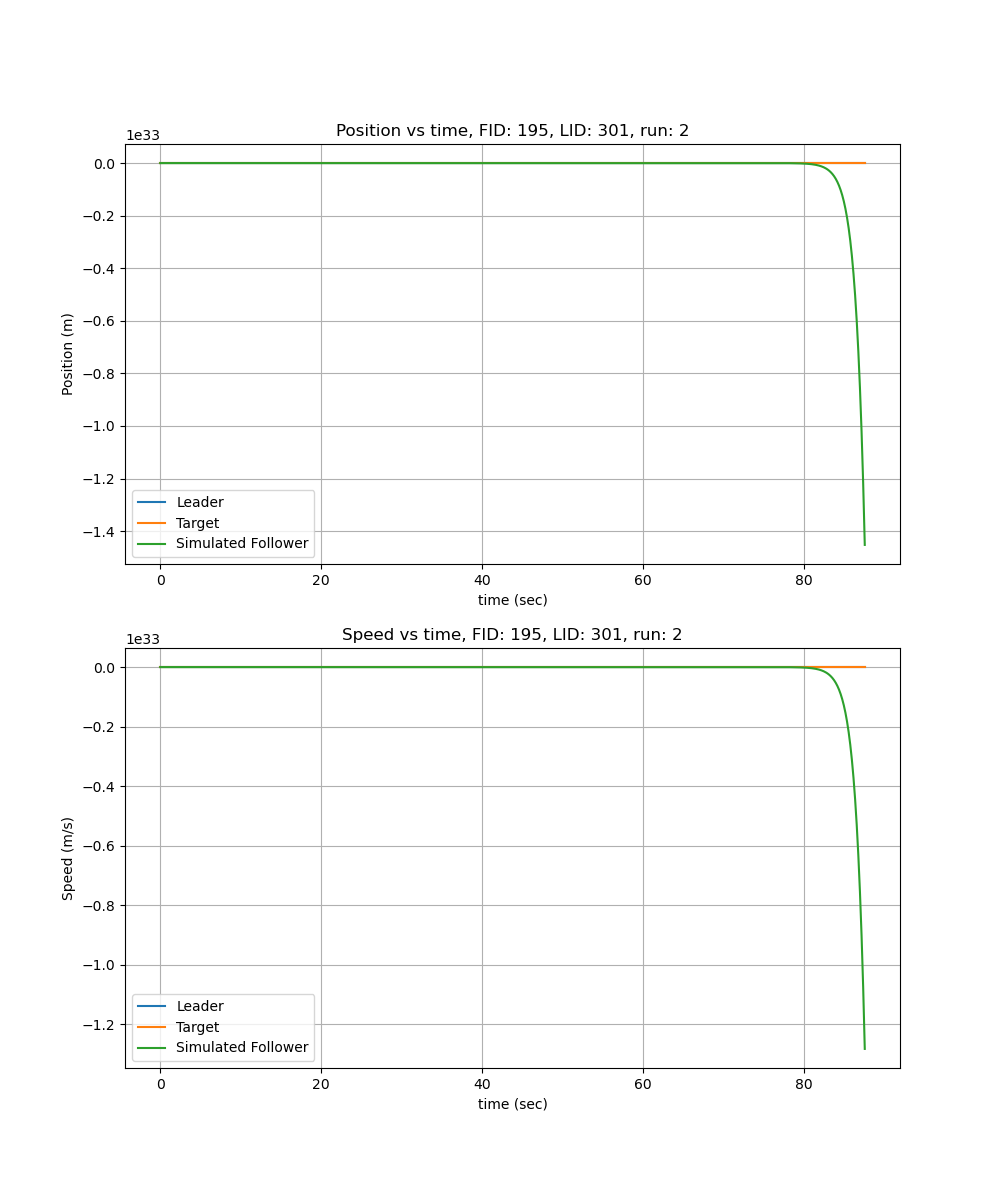 Position vs time, FID: 195, LID: 301, run: 2
1e33
0.0
−0.2
−0.4
−0.6
−0.8
−1.0
−1.2
−1.4
Position (m)
Leader
Target
Simulated Follower
0 20 40 60 80
time (sec)
Speed vs time, FID: 195, LID: 301, run: 2
1e33
0.0
−0.2
−0.4
−0.6
−0.8
−1.0
−1.2
Speed (m/s)
Leader
Target
Simulated Follower
0 20 40 60 80
time (sec)